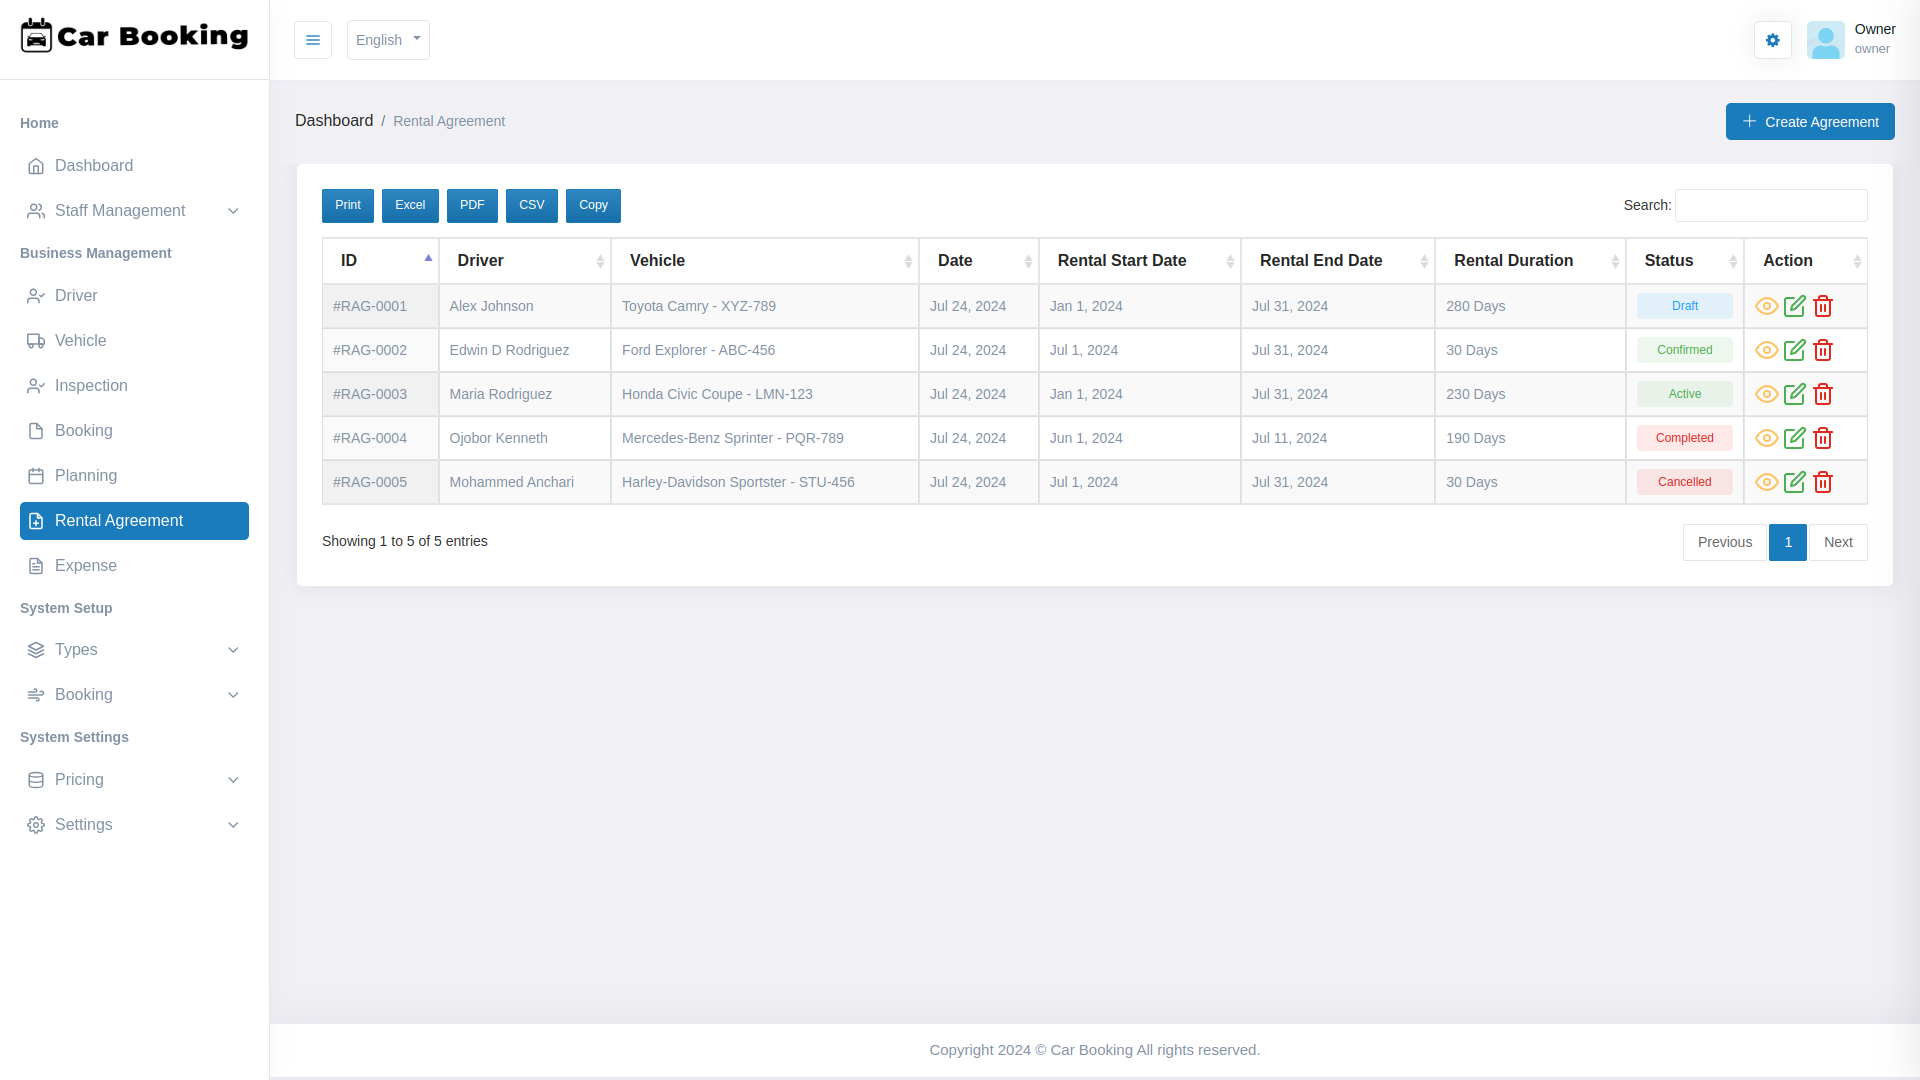 Car Booking
English
Owner
owner
Home
Dashboard
Staff Management
Business Management
Driver
Vehicle
Inspection
Booking
Planning
Rental Agreement
Expense
System Setup
Types
Booking
System Settings
Pricing
Settings
Dashboard / Rental Agreement
Create Agreement
Print Excel PDF CSV Copy
Search:
ID Driver Vehicle Date Rental Start Date Rental End Date Rental Duration Status Action
#RAG-0001 Alex Johnson Toyota Camry - XYZ-789 Jul 24, 2024 Jan 1, 2024 Jul 31, 2024 280 Days Draft
#RAG-0002 Edwin D Rodriguez Ford Explorer - ABC-456 Jul 24, 2024 Jul 1, 2024 Jul 31, 2024 30 Days Confirmed
#RAG-0003 Maria Rodriguez Honda Civic Coupe - LMN-123 Jul 24, 2024 Jan 1, 2024 Jul 31, 2024 230 Days Active
#RAG-0004 Ojobor Kenneth Mercedes-Benz Sprinter - PQR-789 Jul 24, 2024 Jun 1, 2024 Jul 11, 2024 190 Days Completed
#RAG-0005 Mohammed Anchari Harley-Davidson Sportster - STU-456 Jul 24, 2024 Jul 1, 2024 Jul 31, 2024 30 Days Cancelled
Showing 1 to 5 of 5 entries
Previous 1 Next
Copyright 2024 © Car Booking All rights reserved.